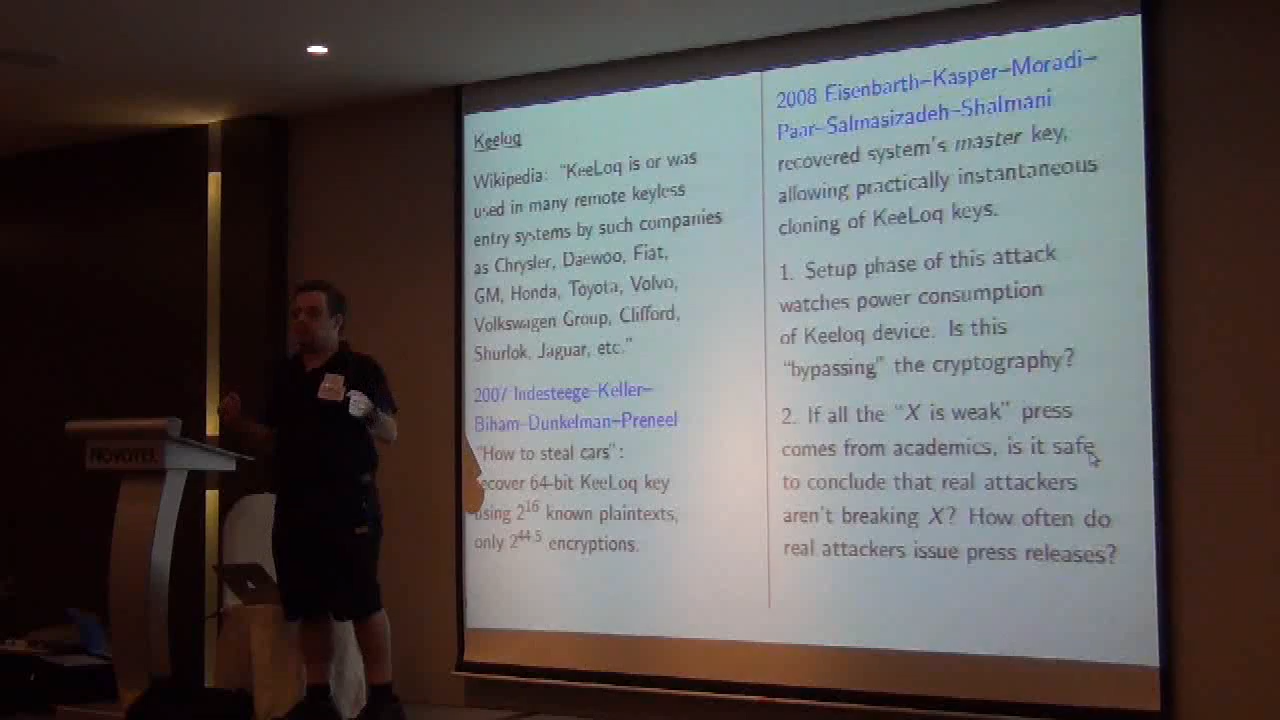 NOVOTEL
Keeloq
Wikipedia: "KeeLoq is or was
used in many remote keyless
entry systems by such companies
as Chrysler, Daewoo, Fiat,
GM, Honda, Toyota, Volvo,
Volkswagen Group, Clifford,
Shurlok, Jaguar, etc."
2007 Indesteege–Keller–
Biham–Dunkelman–Preneel
"How to steal cars":
recover 64-bit KeeLoq key
using 2^16 known plaintexts,
only 2^44.5 encryptions.
2008 Eisenbarth–Kasper–Moradi–
Paar–Salmasizadeh–Shalmani
recovered system's master key,
allowing practically instantaneous
cloning of KeeLoq keys.
1. Setup phase of this attack
watches power consumption
of Keeloq device. Is this
"bypassing" the cryptography?
2. If all the "X is weak" press
comes from academics, is it safe
to conclude that real attackers
aren't breaking X? How often do
real attackers issue press releases?